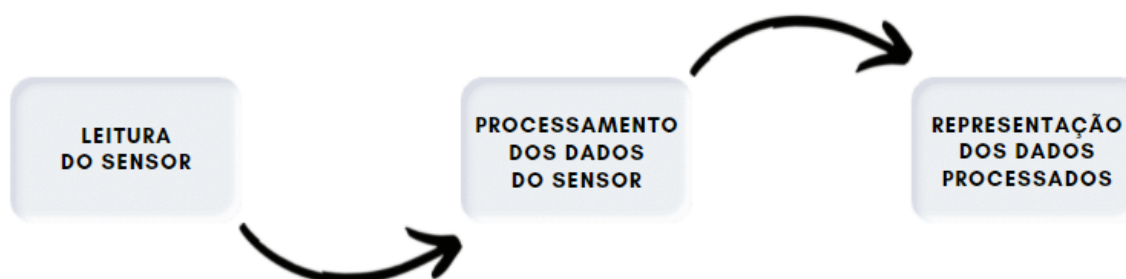 LEITURA
DO SENSOR
PROCESSAMENTO
DOS DADOS
DO SENSOR
REPRESENTAÇÃO
DOS DADOS
PROCESSADOS